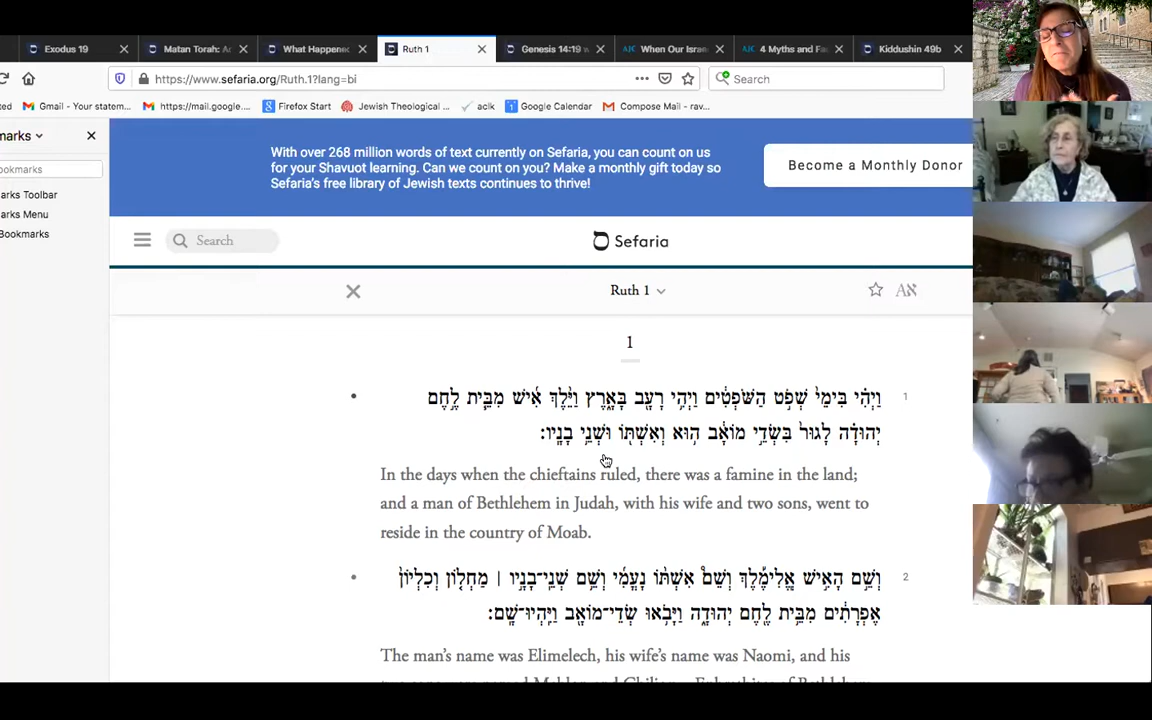 Exodus 19
Matan Torah: Ac
What Happened
Ruth 1
Genesis 14:19 w
When Our Israe
4 Myths and Fa
Kiddushin 49b
https://www.sefaria.org/Ruth.1?lang=bi
Search
Gmail - Your statem...
https://mail.google....
Firefox Start
Jewish Theological ...
aclk
Google Calendar
Compose Mail - rav...
marks
ookmarks
arks Toolbar
arks Menu
Bookmarks
With over 268 million words of text currently on Sefaria, you can count on us
for your Shavuot learning. Can we count on you? Make a monthly gift today so
Sefaria's free library of Jewish texts continues to thrive!
Become a Monthly Donor
Search
Sefaria
Ruth 1
אA
1
וַיְהִ֗י בִּימֵי֙ שְׁפֹ֣ט הַשֹּׁפְטִ֔ים וַיְהִ֥י רָעָ֖ב בָּאָ֑רֶץ וַיֵּ֨לֶךְ אִ֜ישׁ מִבֵּ֧ית לֶ֣חֶם
1
יְהוּדָ֗ה לָגוּר֙ בִּשְׂדֵ֣י מוֹאָ֔ב ה֥וּא וְאִשְׁתּ֖וֹ וּשְׁנֵ֥י בָנָֽיו׃
In the days when the chieftains ruled, there was a famine in the land;
and a man of Bethlehem in Judah, with his wife and two sons, went to
reside in the country of Moab.
וְשֵׁ֣ם הָאִ֣ישׁ אֱ‍ֽלִימֶ֡לֶךְ וְשֵׁם֩ אִשְׁתּ֨וֹ נׇעֳמִ֜י וְשֵׁ֥ם שְׁנֵֽי־בָנָ֣יו ׀ מַחְל֤וֹן וְכִלְיוֹן֙
2
אֶפְרָתִ֔ים מִבֵּ֥ית לֶ֖חֶם יְהוּדָ֑ה וַיָּבֹ֥אוּ שְׂדֵי־מוֹאָ֖ב וַיִּֽהְיוּ־שָֽׁם׃
The man's name was Elimelech, his wife's name was Naomi, and his